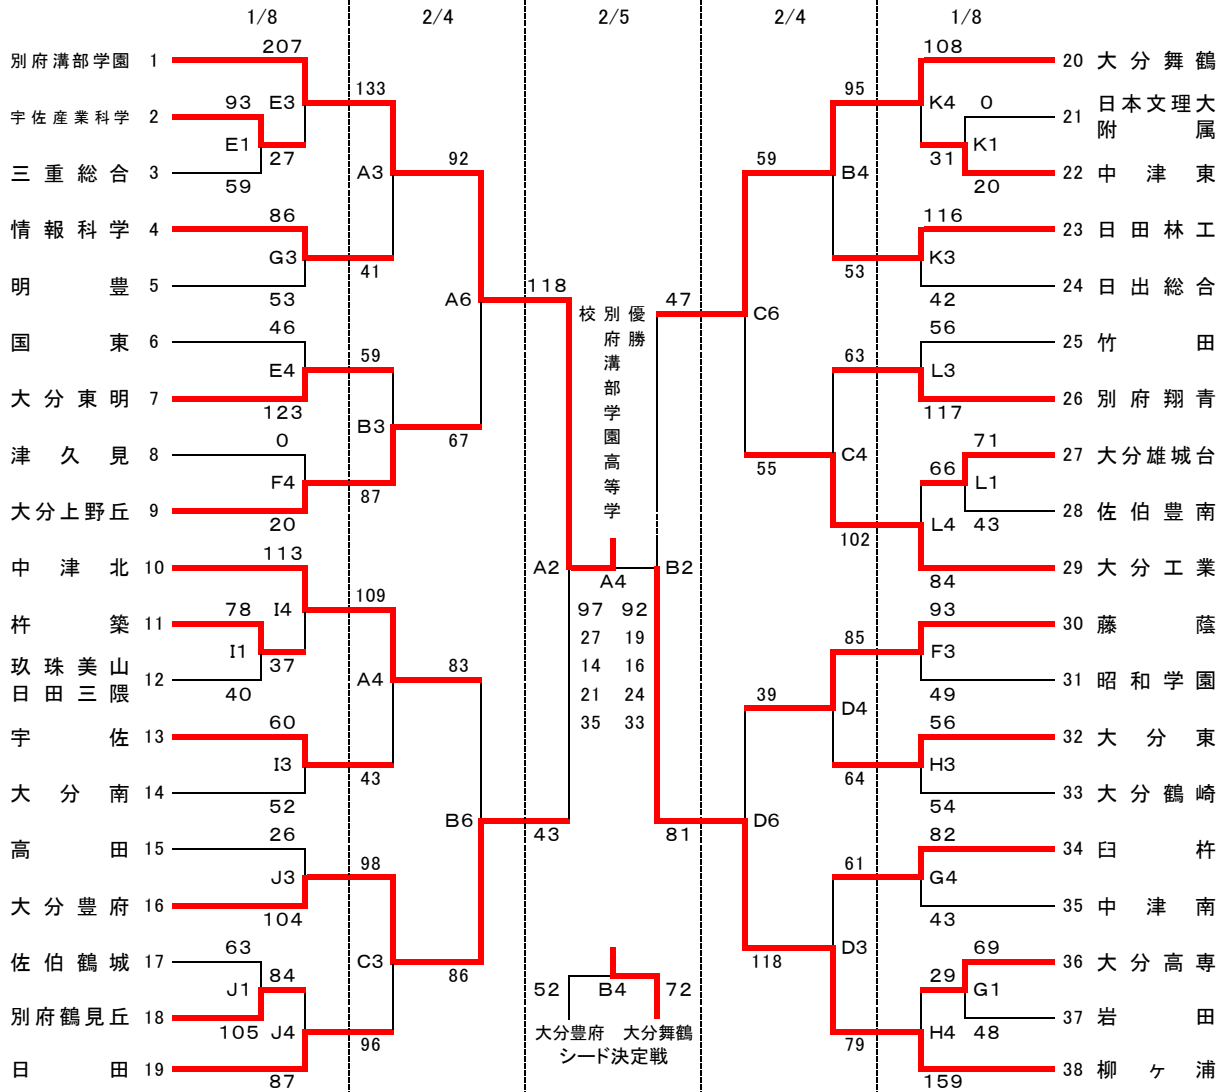 1/8 2/4 2/5 2/4 1/8
別府溝部学園 1
宇佐産業科学 2
三重総合 3
情報科学 4
明豊 5
国東 6
大分東明 7
津久見 8
大分上野丘 9
中津北 10
杵築 11
玖珠美山
日田三隈 12
宇佐 13
大分南 14
高田 15
大分豊府 16
佐伯鶴城 17
別府鶴見丘 18
日田 19
207
93 E3
E1 27
59
86
G3
53
46
E4
123
0
F4
20
113
78 I4
I1 37
40
60
I3
52
26
J3
104
63
84
J1
105 J4
87
133
A3
41
59
B3
87
109
A4
43
98
C3
96
92
A6
67
83
B6
86
118
A2
43
優勝
別府溝部学園高等学
校
A4
97 92
27 19
14 16
21 24
35 33
52 B4 72
大分豊府 大分舞鶴
シード決定戦
47
B2
81
59
C6
55
39
D6
118
95
B4
53
63
C4
102
85
D4
64
61
D3
79
108
K4 0
K1
31 20
116
K3
42
56
L3
117
71
66 L1
43
L4
84
93
F3
49
56
H3
54
82
G4
43
69
29 G1
48
H4
159
20 大分舞鶴
21 日本文理大
附属
22 中津東
23 日田林工
24 日出総合
25 竹田
26 別府翔青
27 大分雄城台
28 佐伯豊南
29 大分工業
30 藤蔭
31 昭和学園
32 大分東
33 大分鶴崎
34 臼杵
35 中津南
36 大分高専
37 岩田
38 柳ヶ浦